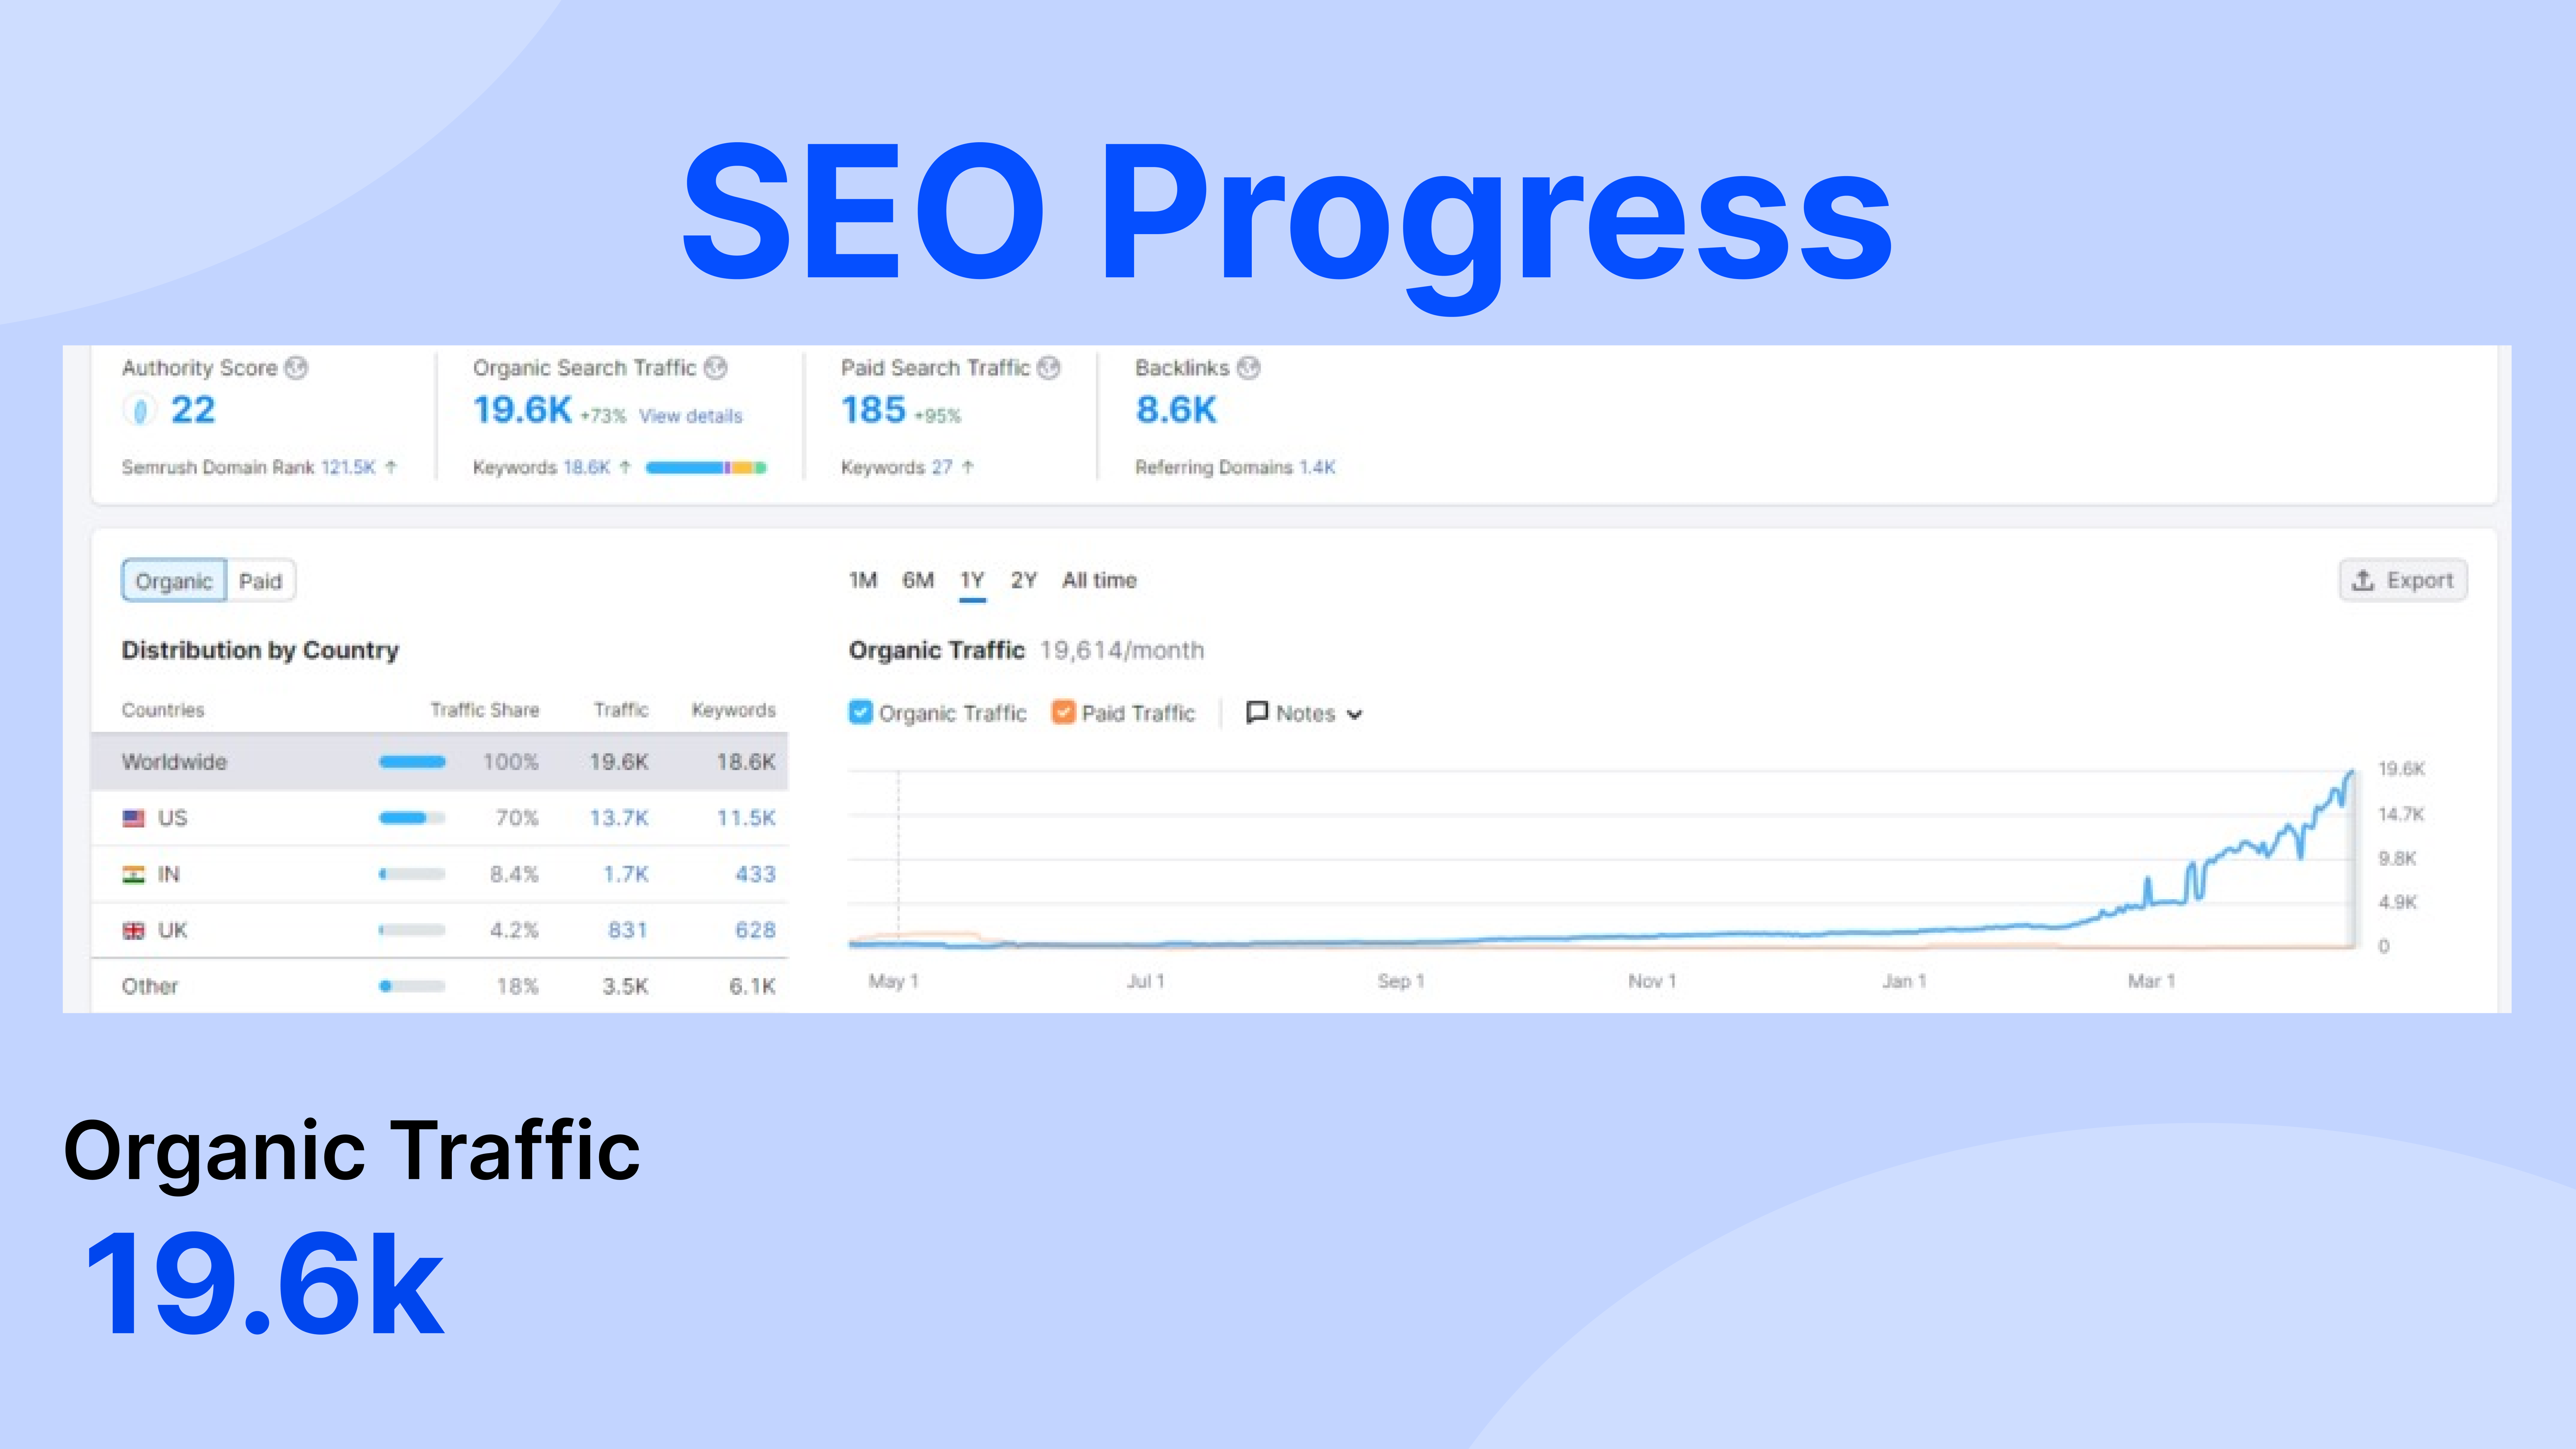 SEO Progress
Authority Score
22
Semrush Domain Rank 121.5K ↑
Organic Search Traffic
19.6K +73% View details
Keywords 18.6K ↑
Paid Search Traffic
185 +95%
Keywords 27 ↑
Backlinks
8.6K
Referring Domains 1.4K
Organic Paid
Distribution by Country
Countries Traffic Share Traffic Keywords
Worldwide 100% 19.6K 18.6K
US 70% 13.7K 11.5K
IN 8.4% 1.7K 433
UK 4.2% 831 628
Other 18% 3.5K 6.1K
1M 6M 1Y 2Y All time
Export
Organic Traffic 19,614/month
Organic Traffic Paid Traffic Notes
19.6K
14.7K
9.8K
4.9K
0
May 1 Jul 1 Sep 1 Nov 1 Jan 1 Mar 1
Organic Traffic
19.6k